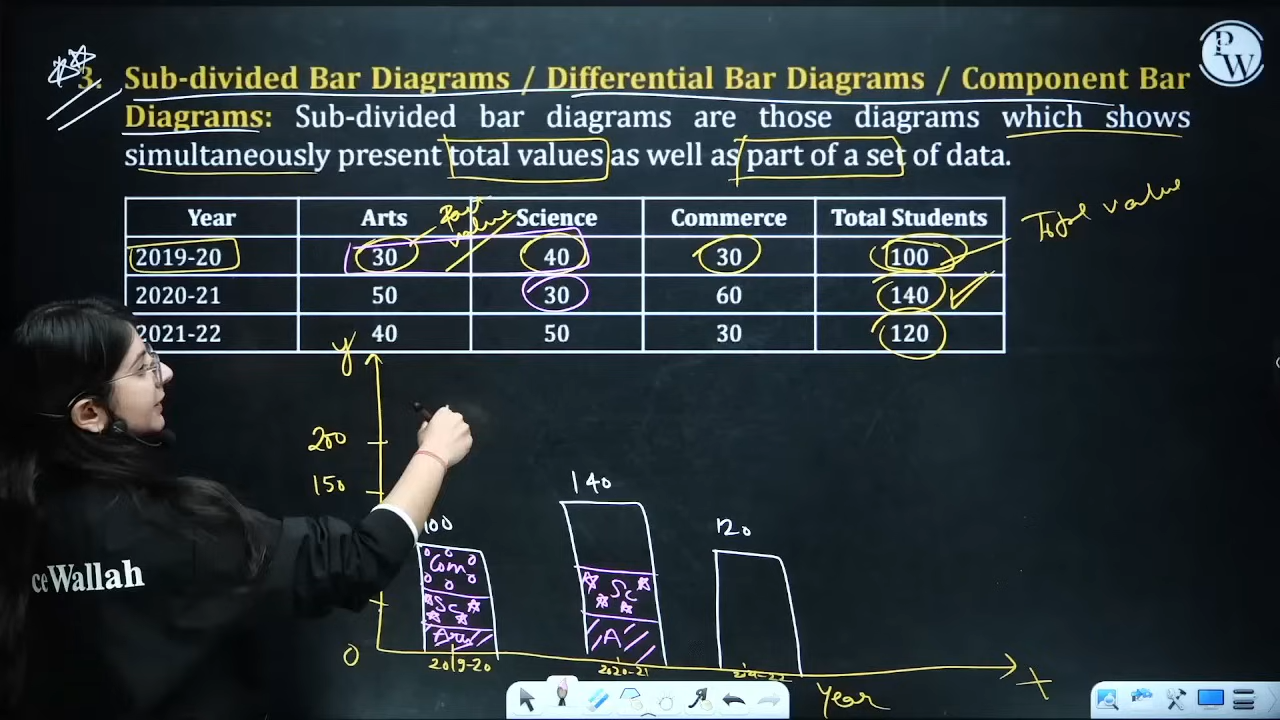 PW
3. Sub-divided Bar Diagrams / Differential Bar Diagrams / Component Bar
Diagrams: Sub-divided bar diagrams are those diagrams which shows
simultaneously present total values as well as part of a set of data.
Year Arts Science Commerce Total Students
Part value
Total value
2019-20 30 40 30 100
2020-21 50 30 60 140
2021-22 40 50 30 120
y
200
150
140
100
120
Com
Sc
Sc
A
0
2019-20 2020-21
Year
X
ceWallah